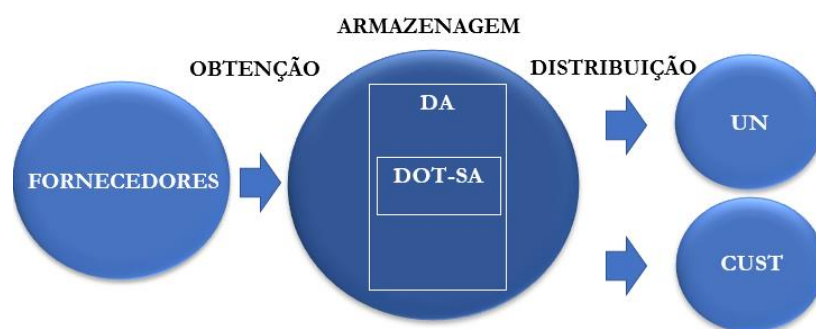 ARMAZENAGEM
OBTENÇÃO
DISTRIBUIÇÃO
DA
UN
FORNECEDORES
DOT-SA
CUST